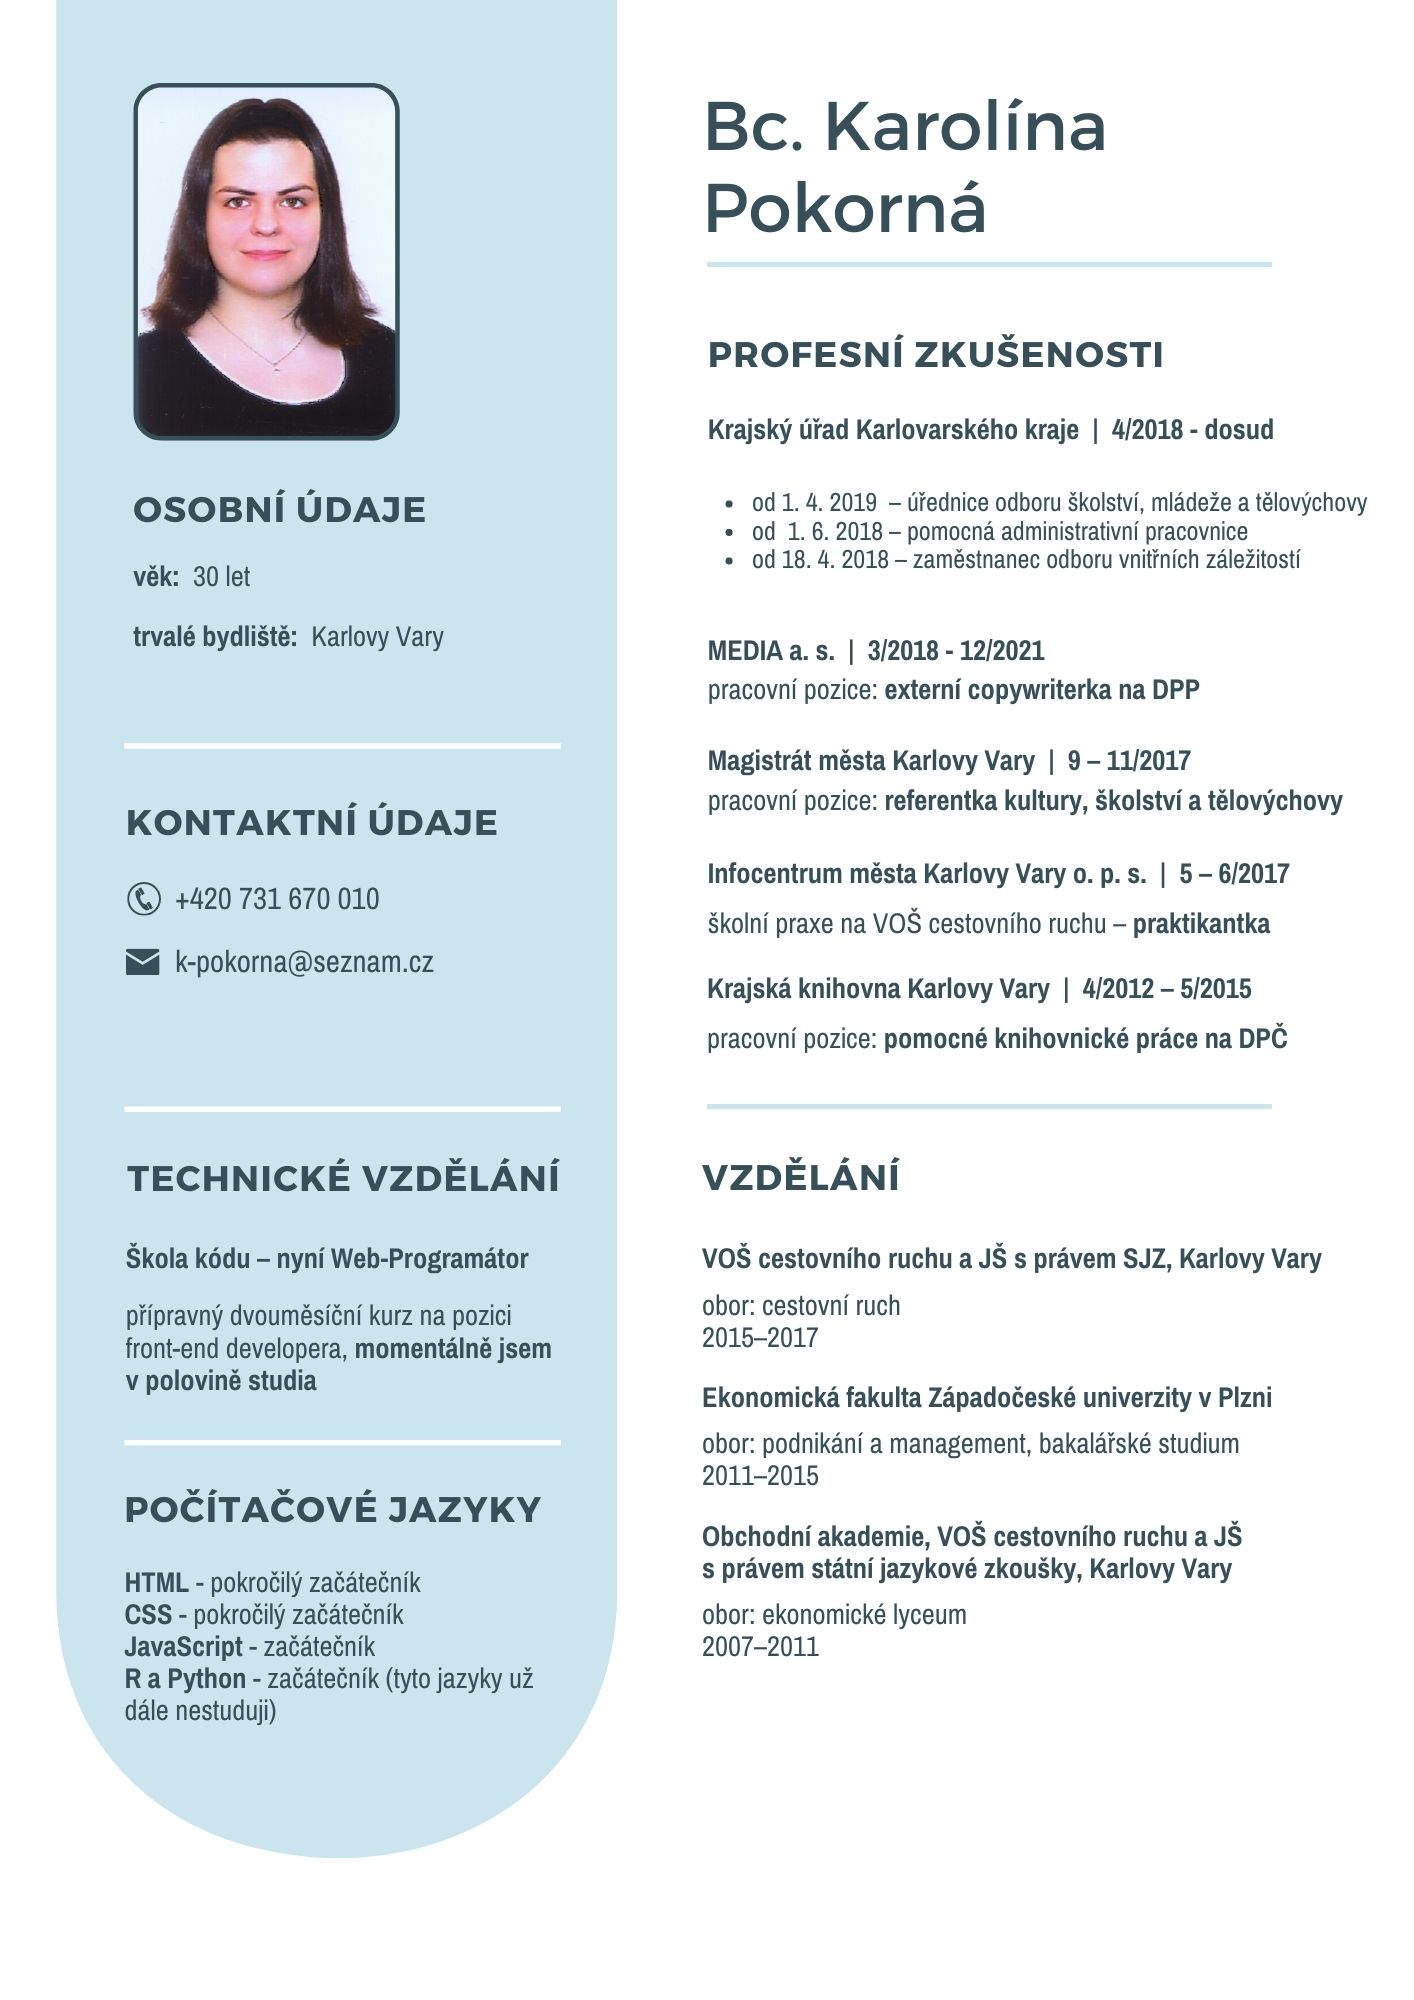 Bc. Karolína
Pokorná
OSOBNÍ ÚDAJE
věk: 30 let
trvalé bydliště: Karlovy Vary
KONTAKTNÍ ÚDAJE
+420 731 670 010
k-pokorna@seznam.cz
TECHNICKÉ VZDĚLÁNÍ
Škola kódu – nyní Web-Programátor
přípravný dvouměsíční kurz na pozici
front-end developera, momentálně jsem
v polovině studia
POČÍTAČOVÉ JAZYKY
HTML - pokročilý začátečník
CSS - pokročilý začátečník
JavaScript - začátečník
R a Python - začátečník (tyto jazyky už
dále nestuduji)
PROFESNÍ ZKUŠENOSTI
Krajský úřad Karlovarského kraje | 4/2018 - dosud
• od 1. 4. 2019 – úřednice odboru školství, mládeže a tělovýchovy
• od 1. 6. 2018 – pomocná administrativní pracovnice
• od 18. 4. 2018 – zaměstnanec odboru vnitřních záležitostí
MEDIA a. s. | 3/2018 - 12/2021
pracovní pozice: externí copywriterka na DPP
Magistrát města Karlovy Vary | 9 – 11/2017
pracovní pozice: referentka kultury, školství a tělovýchovy
Infocentrum města Karlovy Vary o. p. s. | 5 – 6/2017
školní praxe na VOŠ cestovního ruchu – praktikantka
Krajská knihovna Karlovy Vary | 4/2012 – 5/2015
pracovní pozice: pomocné knihovnické práce na DPČ
VZDĚLÁNÍ
VOŠ cestovního ruchu a JŠ s právem SJZ, Karlovy Vary
obor: cestovní ruch
2015–2017
Ekonomická fakulta Západočeské univerzity v Plzni
obor: podnikání a management, bakalářské studium
2011–2015
Obchodní akademie, VOŠ cestovního ruchu a JŠ
s právem státní jazykové zkoušky, Karlovy Vary
obor: ekonomické lyceum
2007–2011